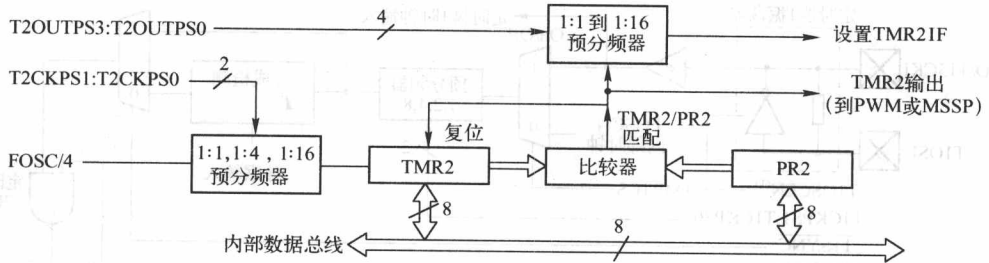 T2OUTPS3:T2OUTPS0
4
1:1 到 1:16
预分频器
设置TMR2IF
T2CKPS1:T2CKPS0
2
TMR2输出
(到PWM或MSSP)
复位
TMR2/PR2
匹配
FOSC/4
1:1,1:4 , 1:16
预分频器
TMR2
比较器
PR2
8
8
内部数据总线
8